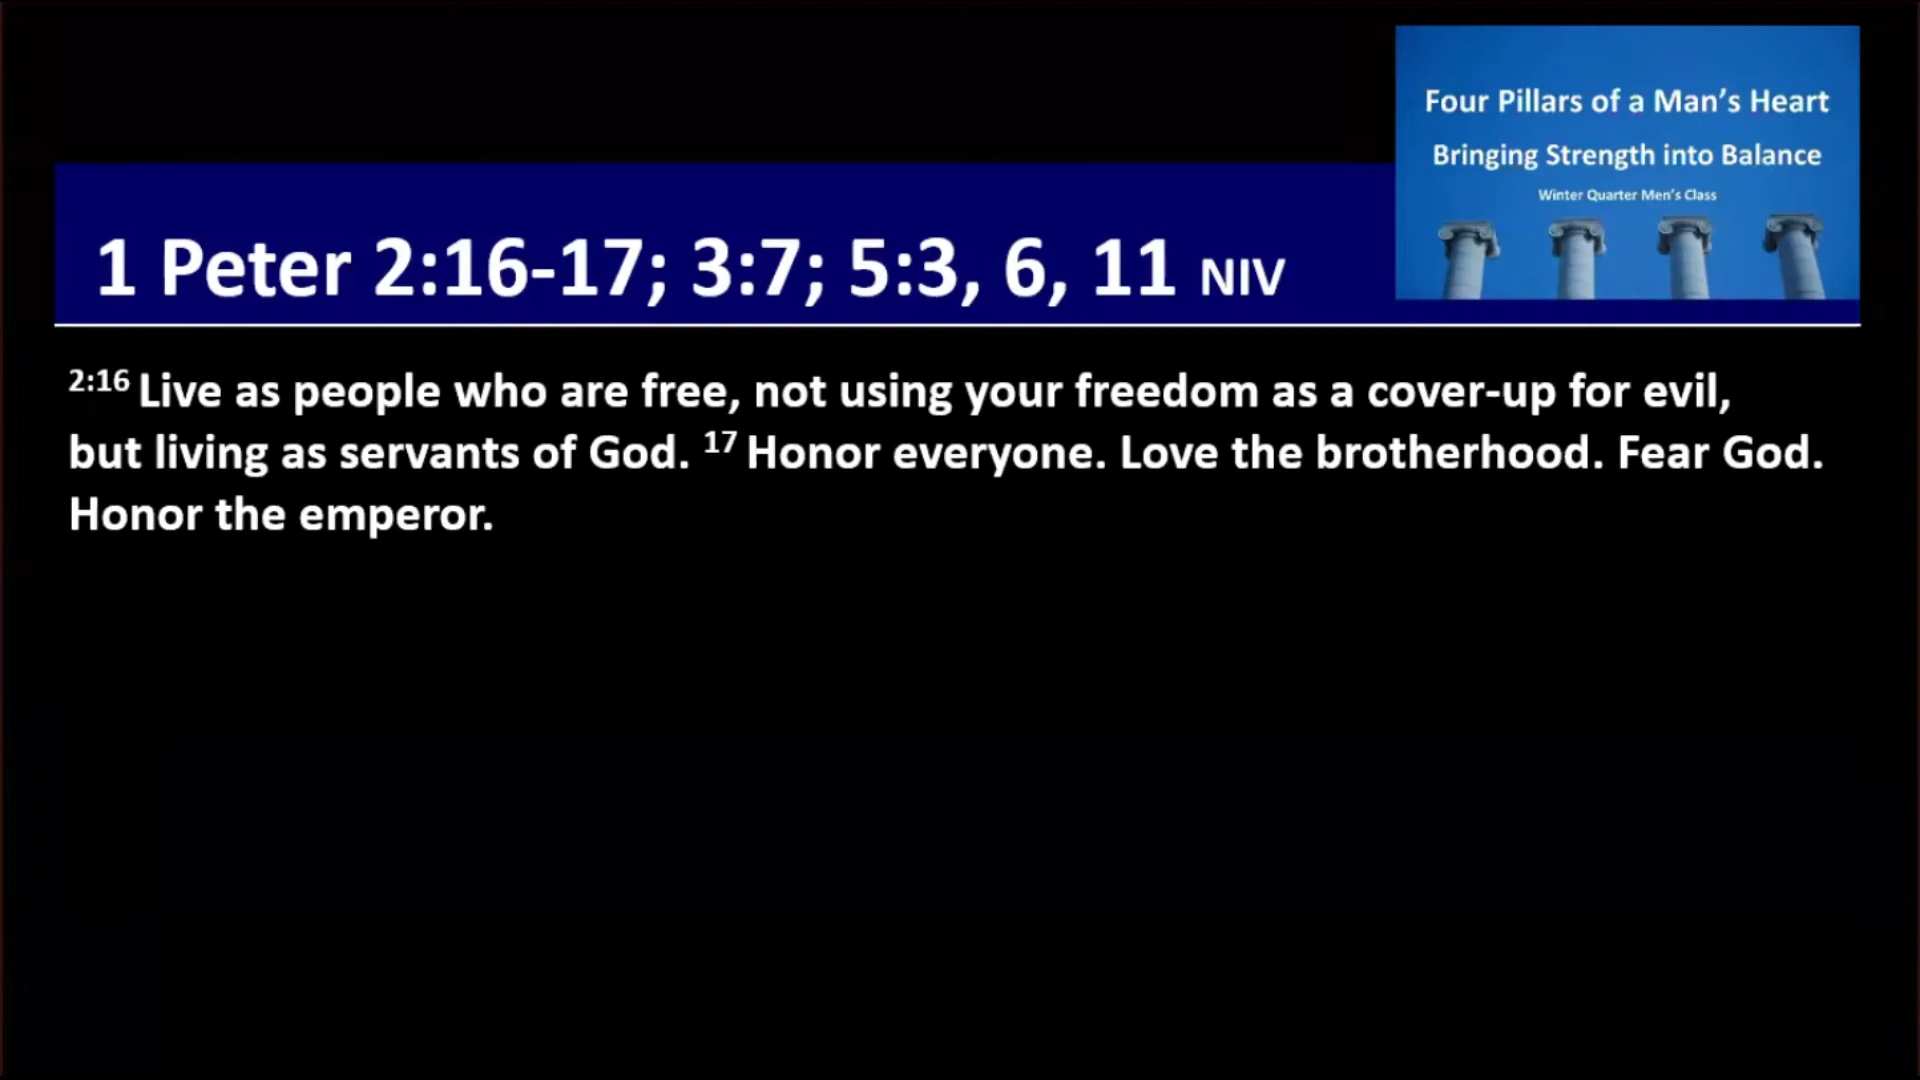 Four Pillars of a Man's Heart
Bringing Strength into Balance
Winter Quarter Men's Class
1 Peter 2:16-17; 3:7; 5:3, 6, 11 NIV
2:16 Live as people who are free, not using your freedom as a cover-up for evil,
but living as servants of God. 17 Honor everyone. Love the brotherhood. Fear God.
Honor the emperor.